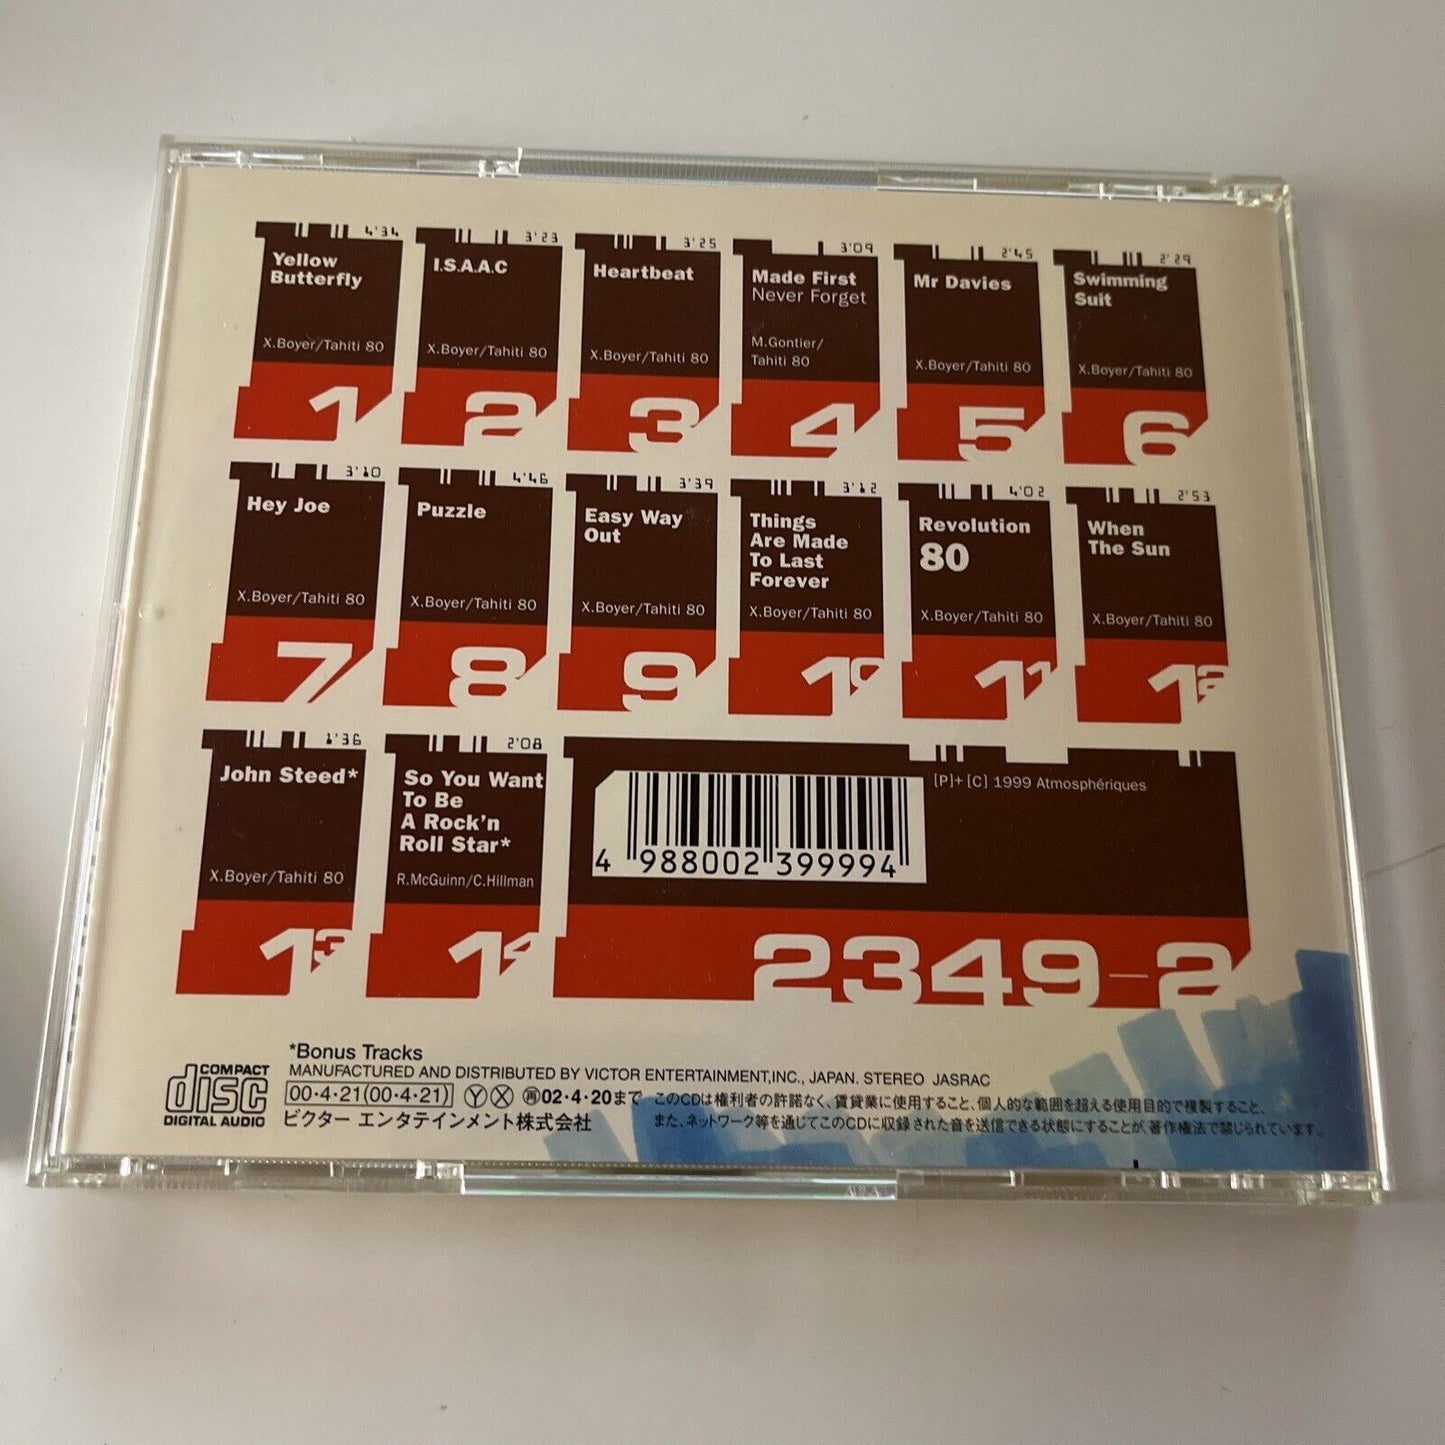 4'34
Yellow
Butterfly
X.Boyer/Tahiti 80
1
3'23
I.S.A.A.C
X.Boyer/Tahiti 80
2
3'25
Heartbeat
X.Boyer/Tahiti 80
3
3'09
Made First
Never Forget
M.Gontier/
Tahiti 80
4
2'45
Mr Davies
X.Boyer/Tahiti 80
5
2'29
Swimming
Suit
X.Boyer/Tahiti 80
6
3'10
Hey Joe
X.Boyer/Tahiti 80
7
4'46
Puzzle
X.Boyer/Tahiti 80
8
3'39
Easy Way
Out
X.Boyer/Tahiti 80
9
3'12
Things
Are Made
To Last
Forever
X.Boyer/Tahiti 80
10
4'02
Revolution
80
X.Boyer/Tahiti 80
11
2'53
When
The Sun
X.Boyer/Tahiti 80
12
1'36
John Steed*
X.Boyer/Tahiti 80
13
2'08
So You Want
To Be
A Rock'n
Roll Star*
R.McGuinn/C.Hillman
14
[P]+[C] 1999 Atmosphériques
4 988002 399994
2349-2
*Bonus Tracks
MANUFACTURED AND DISTRIBUTED BY VICTOR ENTERTAINMENT,INC., JAPAN. STEREO JASRAC
COMPACT
disc
DIGITAL AUDIO
00・4・21(00・4・21) Ⓨ Ⓧ 再02・4・20まで
ビクター エンタテインメント株式会社
このCDは権利者の許諾なく、賃貸業に使用すること、個人的な範囲を超える使用目的で複製すること、
また、ネットワーク等を通じてこのCDに収録された音を送信できる状態にすることが、著作権法で禁じられています。